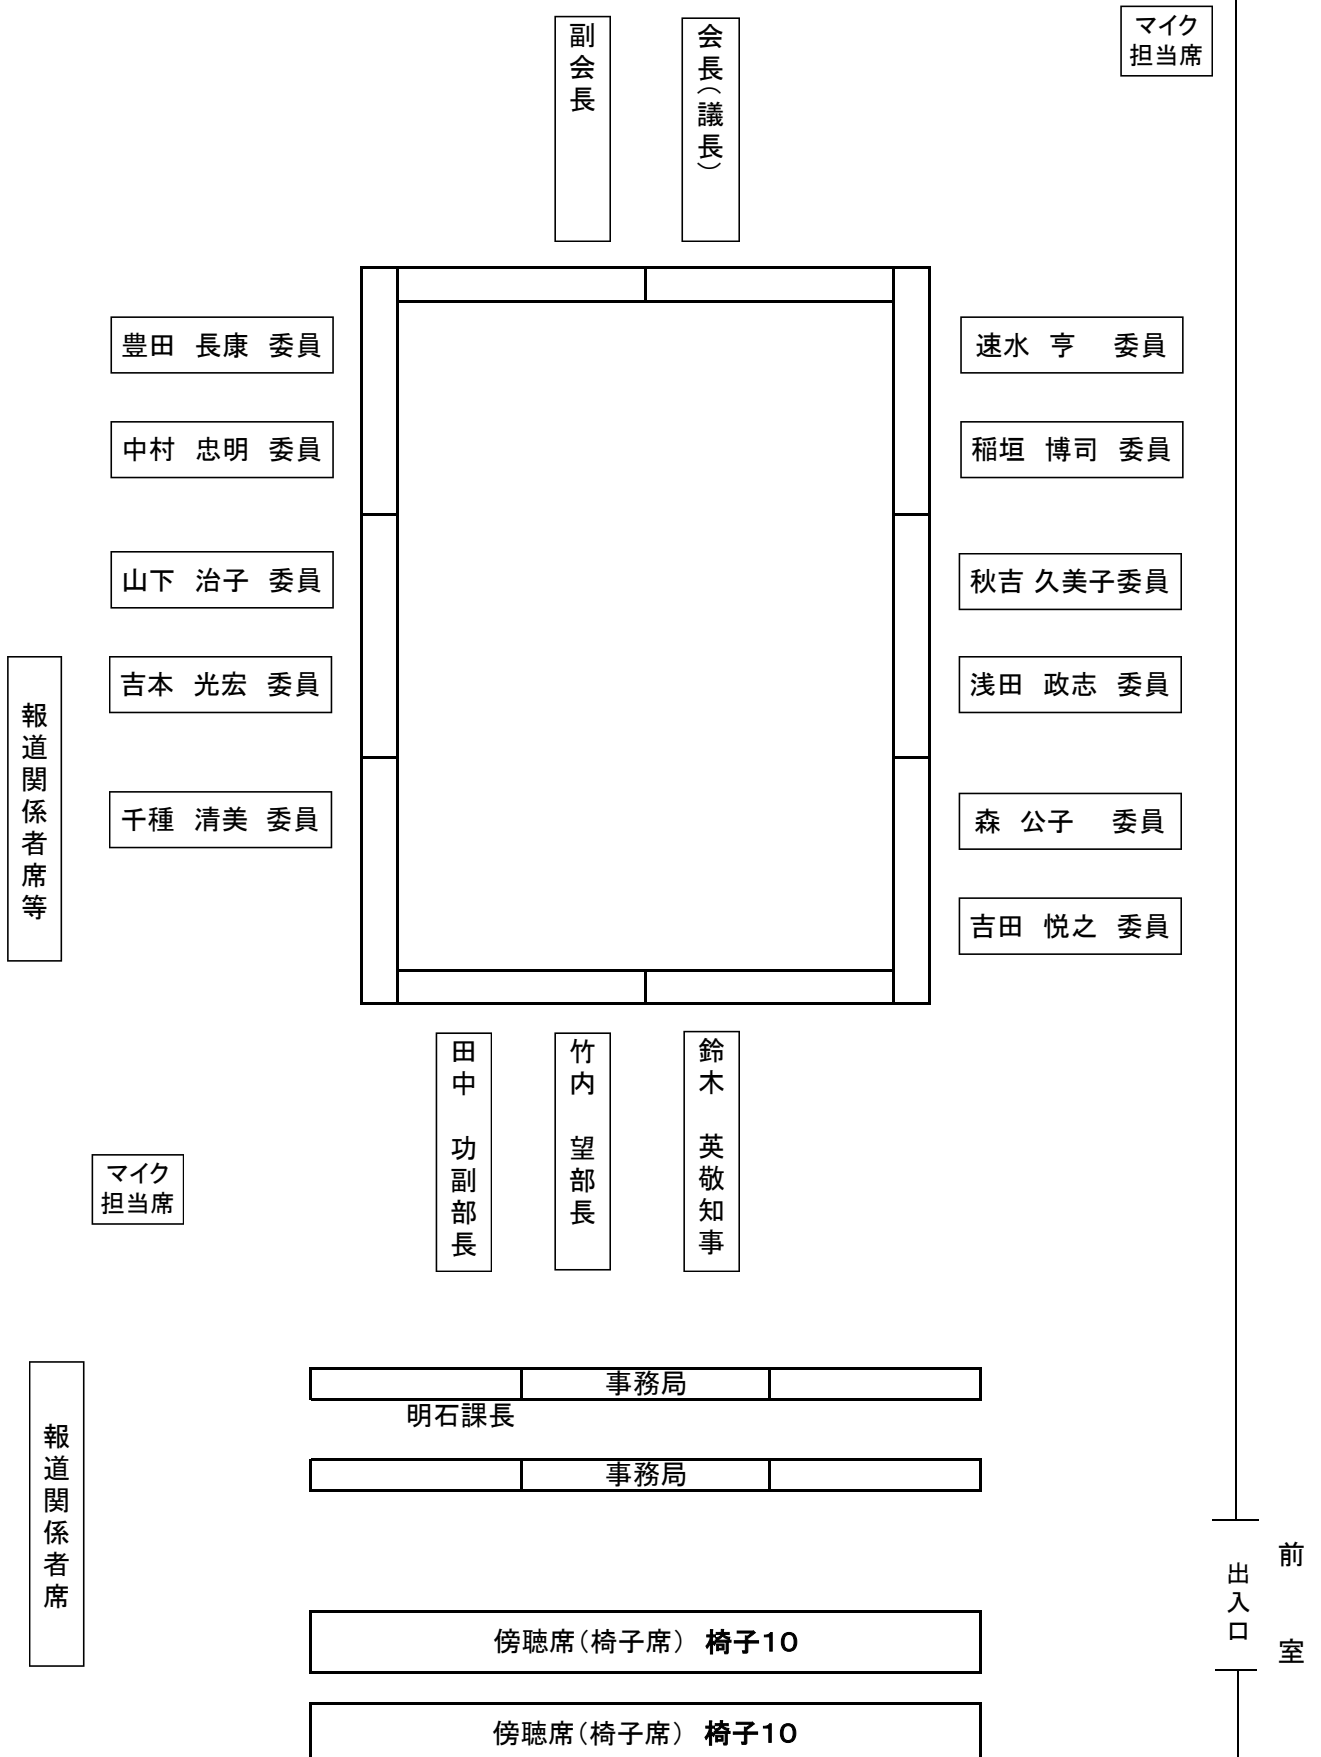 副会長
会長（議長）
マイク
担当席
豊田 長康 委員
速水 亨 委員
中村 忠明 委員
稲垣 博司 委員
山下 治子 委員
秋吉 久美子委員
吉本 光宏 委員
浅田 政志 委員
報道関係者席等
千種 清美 委員
森 公子 委員
吉田 悦之 委員
田中 功副部長
竹内 望部長
鈴木 英敬知事
マイク
担当席
事務局
明石課長
事務局
報道関係者席
出入口
前室
傍聴席（椅子席） 椅子１０
傍聴席（椅子席） 椅子１０